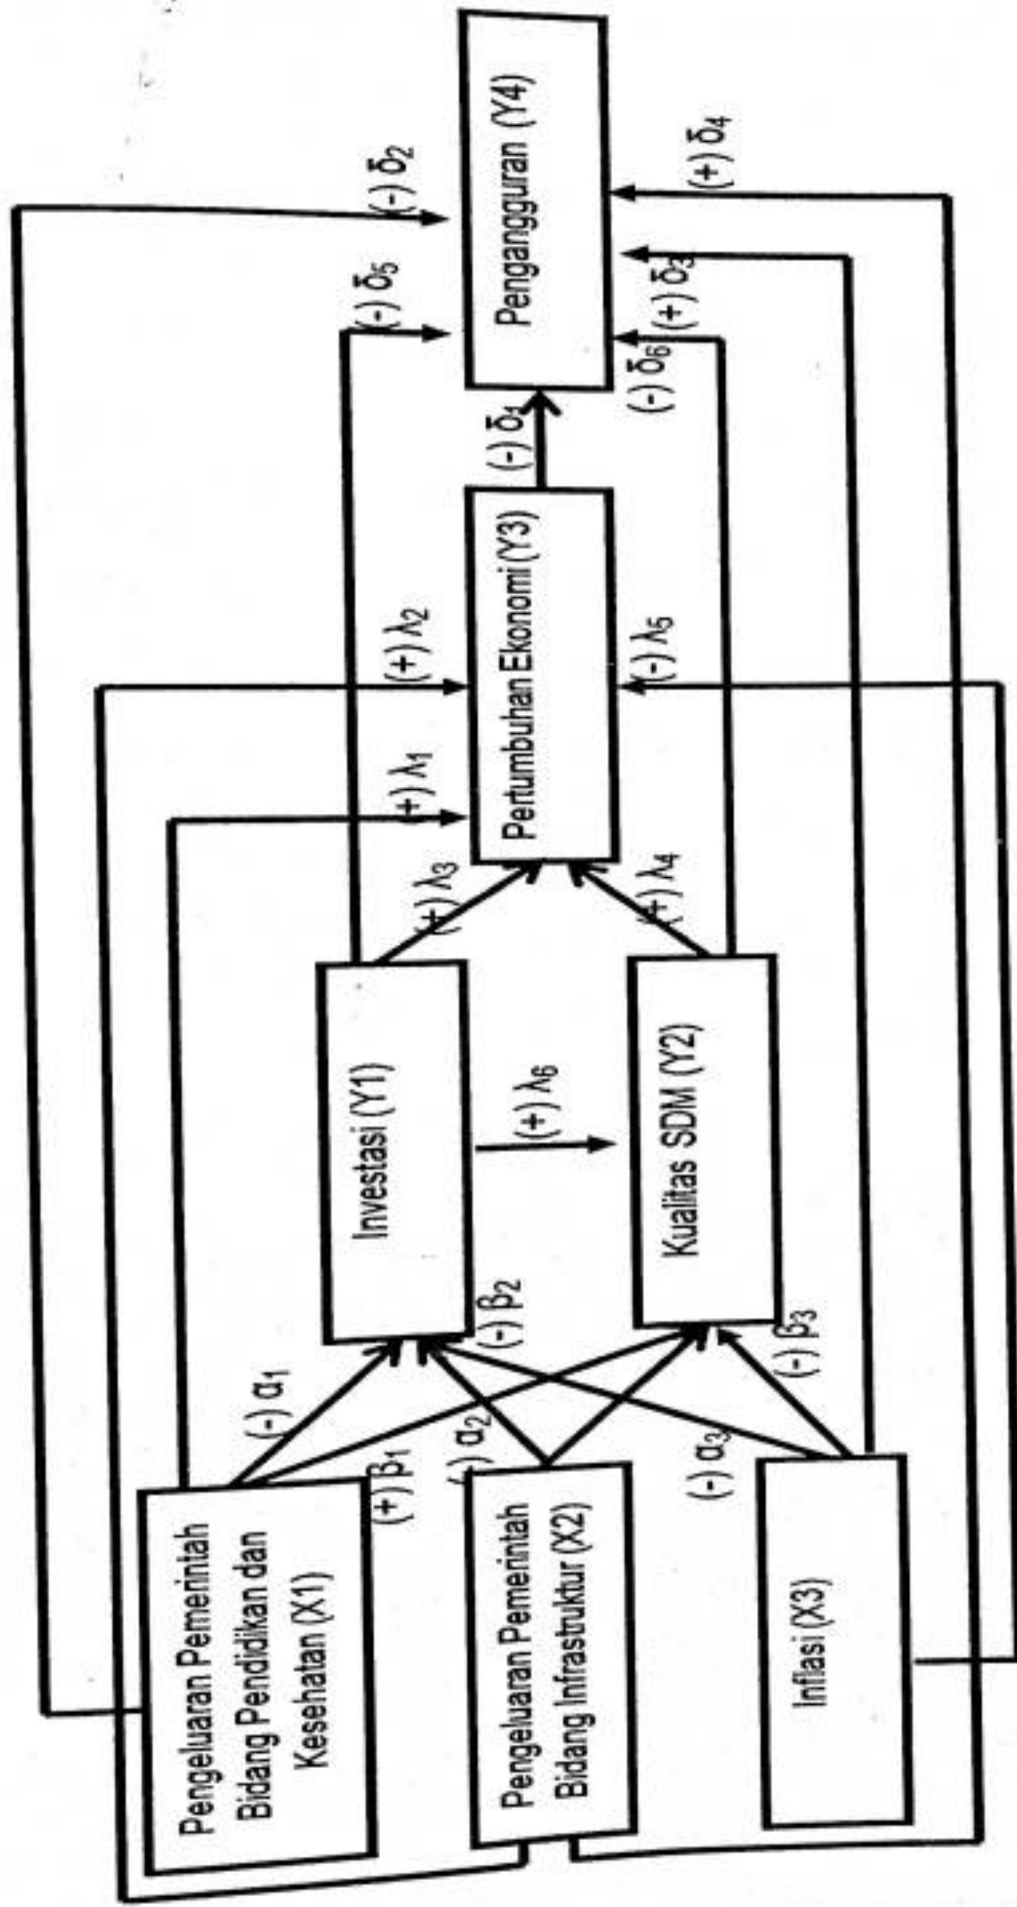 Pengeluaran Pemerintah
Bidang Pendidikan dan
Kesehatan (X1)
Pengeluaran Pemerintah
Bidang Infrastruktur (X2)
Inflasi (X3)
(-) α1
(+) β1
(-) α2
(-) α3
(-) β2
(-) β3
Investasi (Y1)
(+) λ6
Kualitas SDM (Y2)
(+) λ3
(+) λ4
(+) λ1
(+) λ2
(-) λ5
Pertumbuhan Ekonomi (Y3)
(-) δ1
(-) δ5
(-) δ2
(-) δ6
(+) δ3
(+) δ4
Pengangguran (Y4)